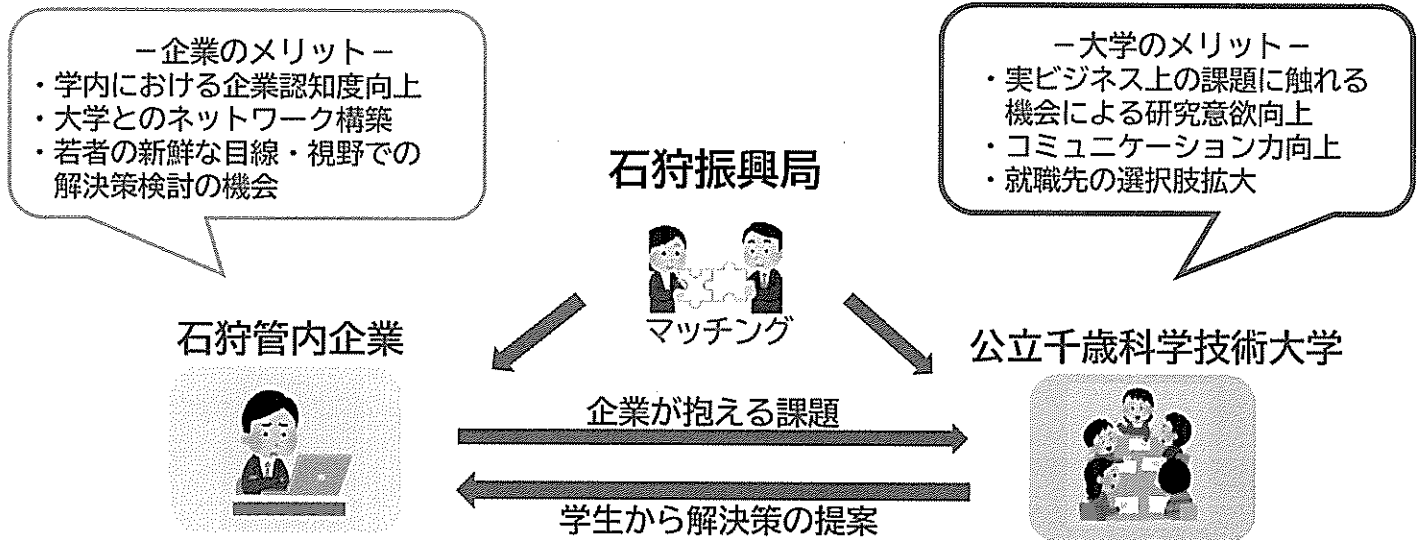 －企業のメリット－
・学内における企業認知度向上
・大学とのネットワーク構築
・若者の新鮮な目線・視野での
解決策検討の機会
－大学のメリット－
・実ビジネス上の課題に触れる
機会による研究意欲向上
・コミュニケーション力向上
・就職先の選択肢拡大
石狩振興局
マッチング
石狩管内企業
公立千歳科学技術大学
企業が抱える課題
学生から解決策の提案